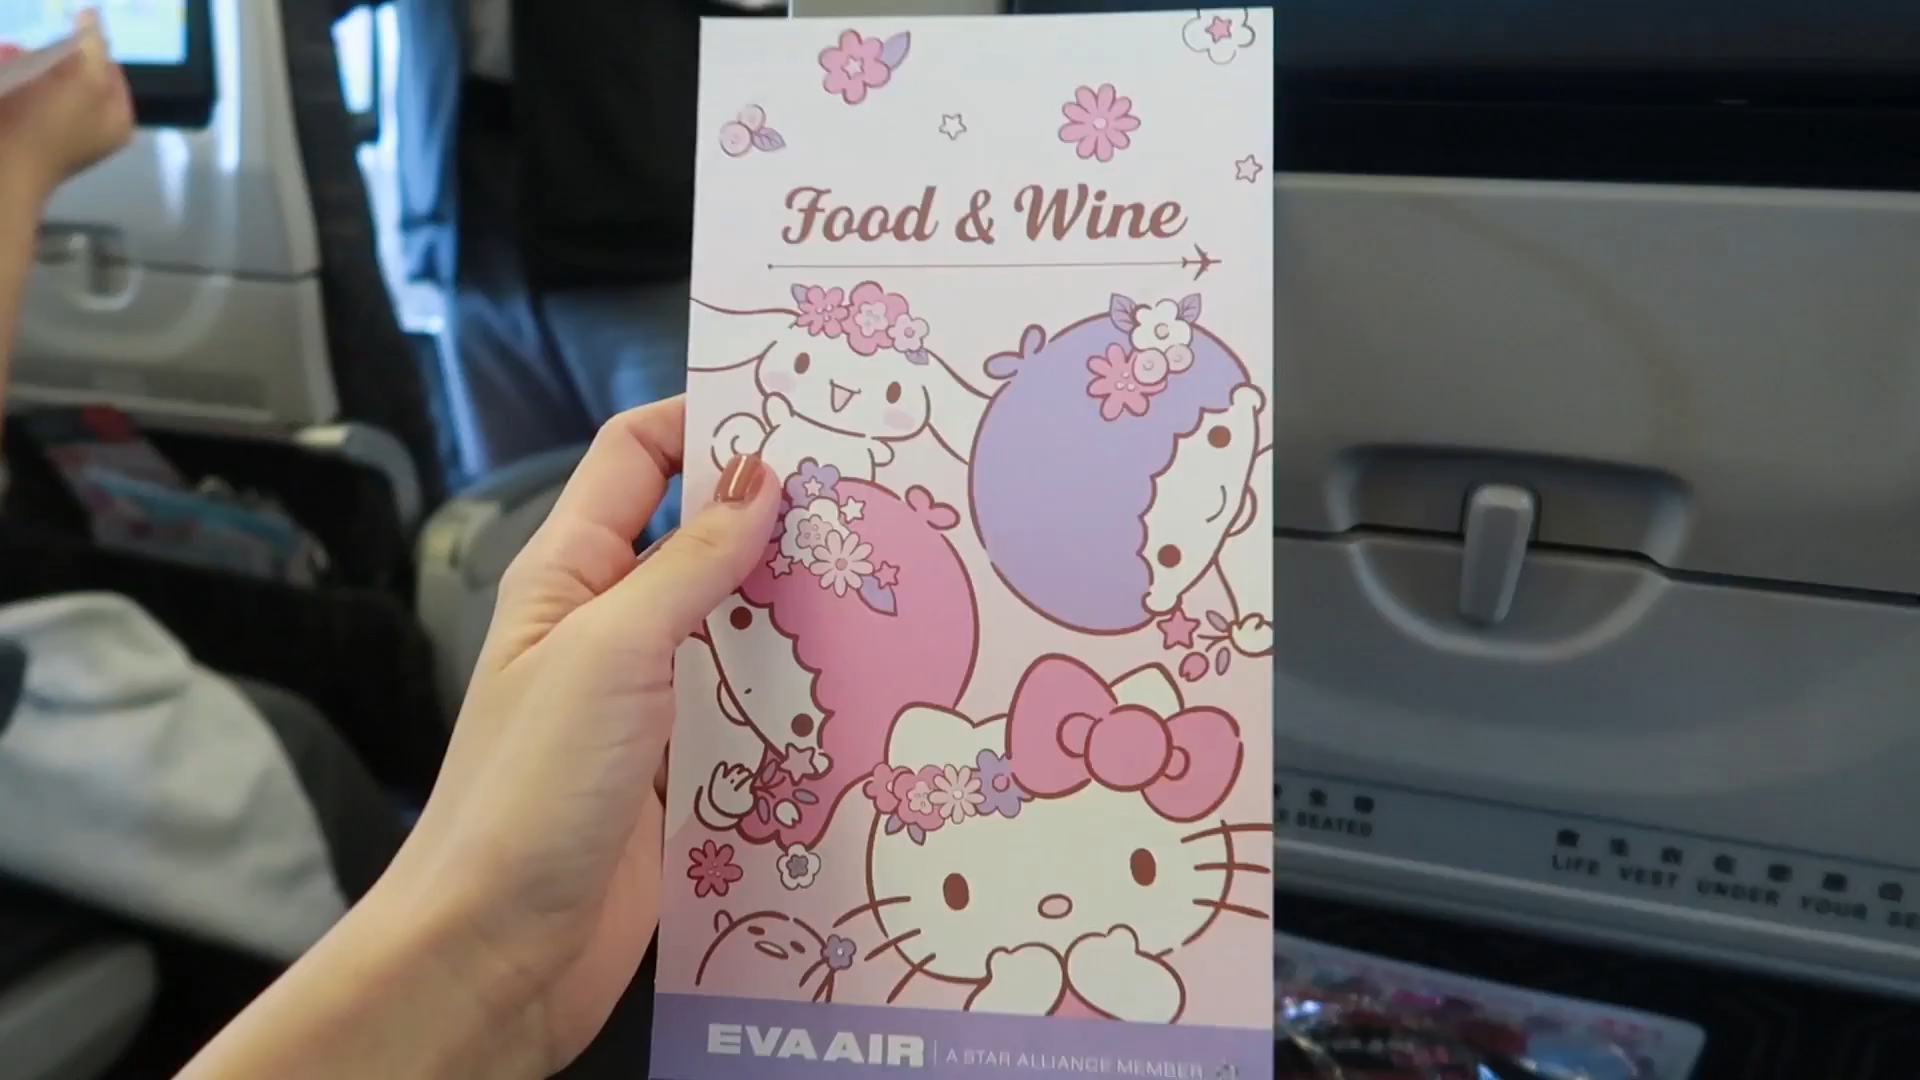 Food & Wine
EVA AIR | A STAR ALLIANCE MEMBER
SEATED
LIFE VEST UNDER YOUR